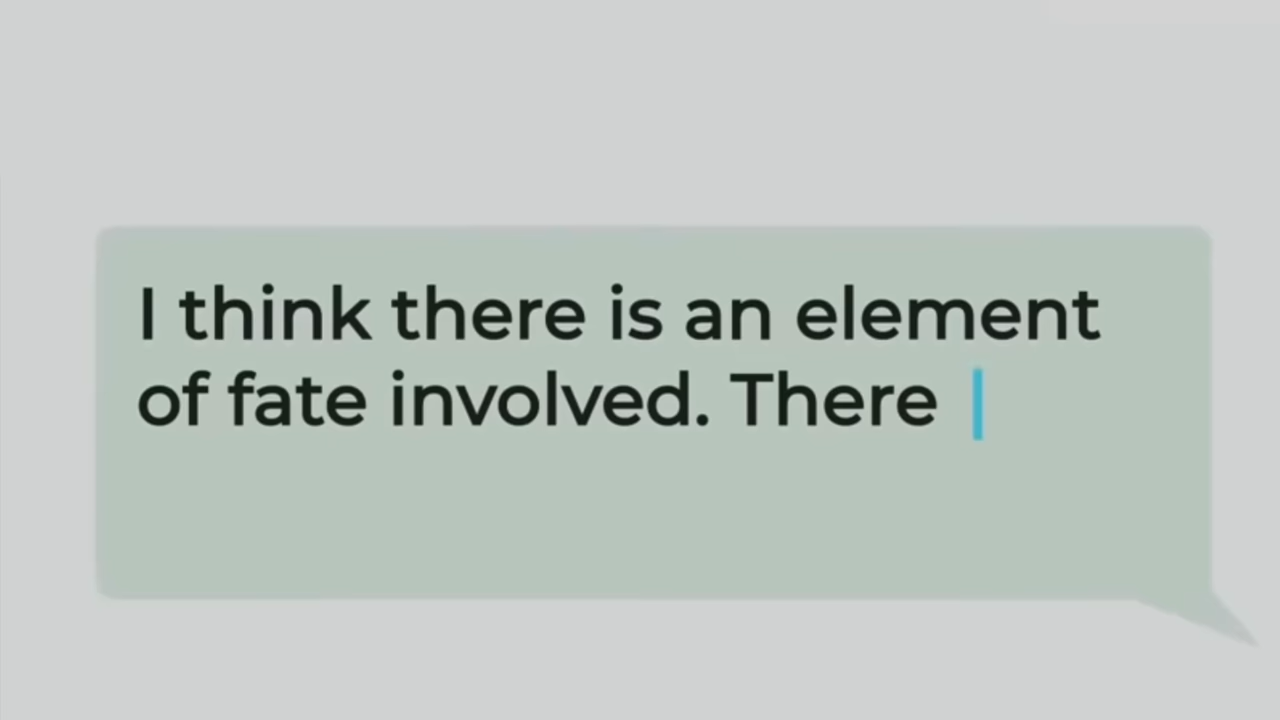 I think there is an element
of fate involved. There